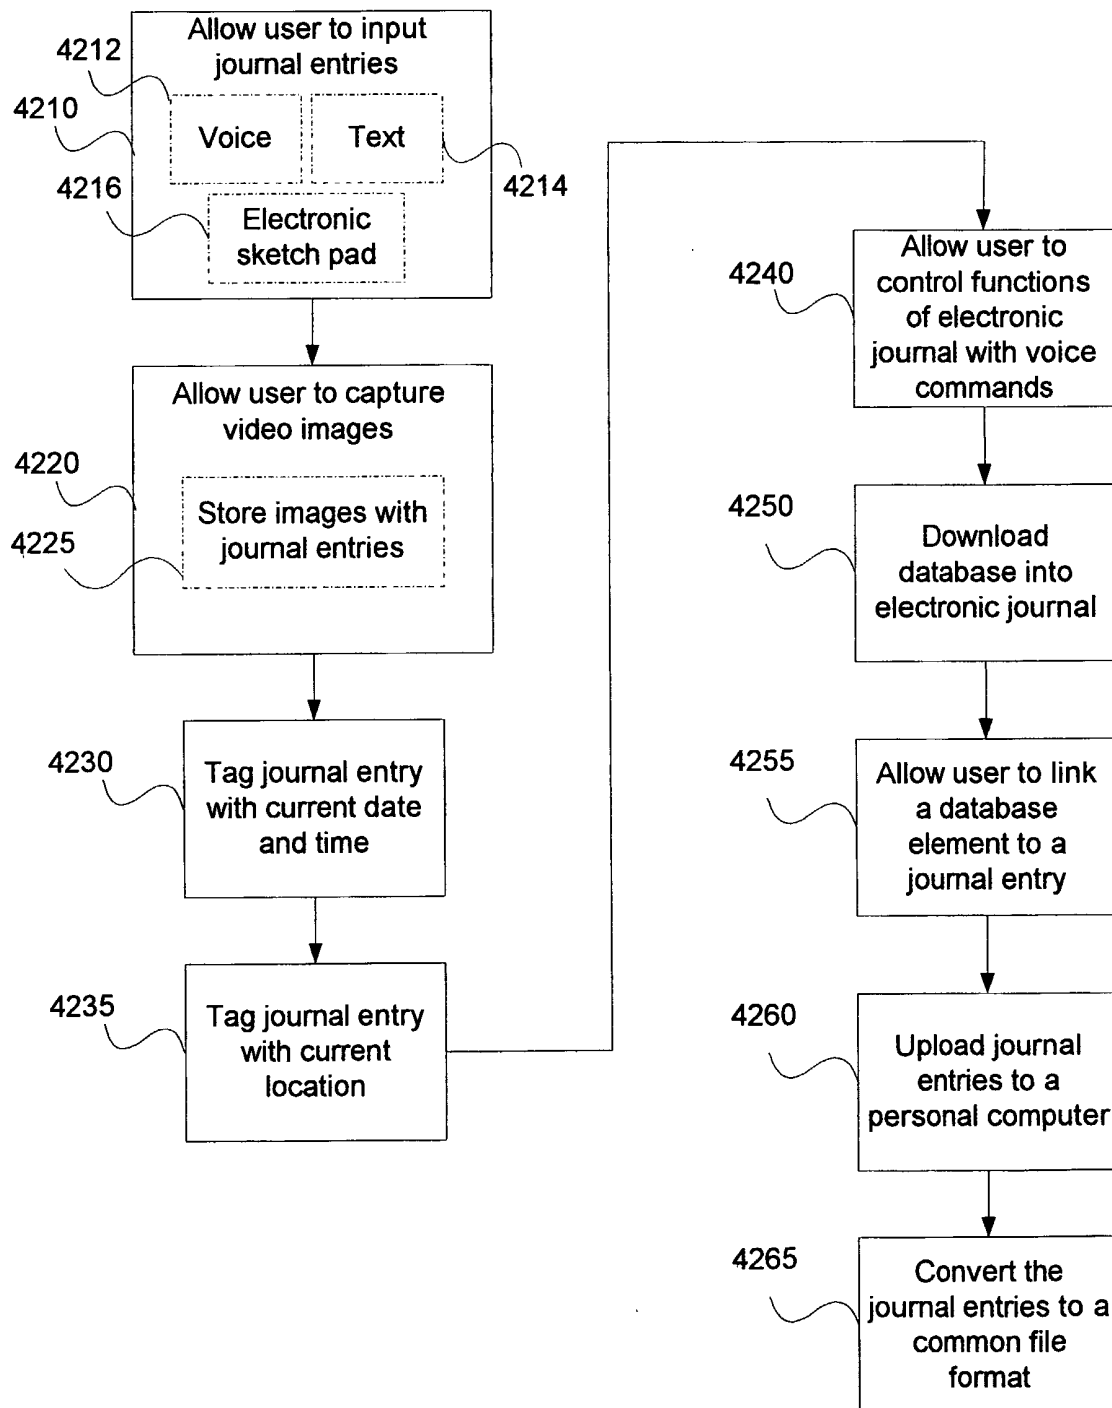 Allow user to input
journal entries
4212
4210
Voice
Text
4214
4216
Electronic
sketch pad
Allow user to capture
video images
4220
Store images with
journal entries
4225
4230
Tag journal entry
with current date
and time
4235
Tag journal entry
with current
location
4240
Allow user to
control functions
of electronic
journal with voice
commands
4250
Download
database into
electronic journal
4255
Allow user to link
a database
element to a
journal entry
4260
Upload journal
entries to a
personal computer
4265
Convert the
journal entries to a
common file
format